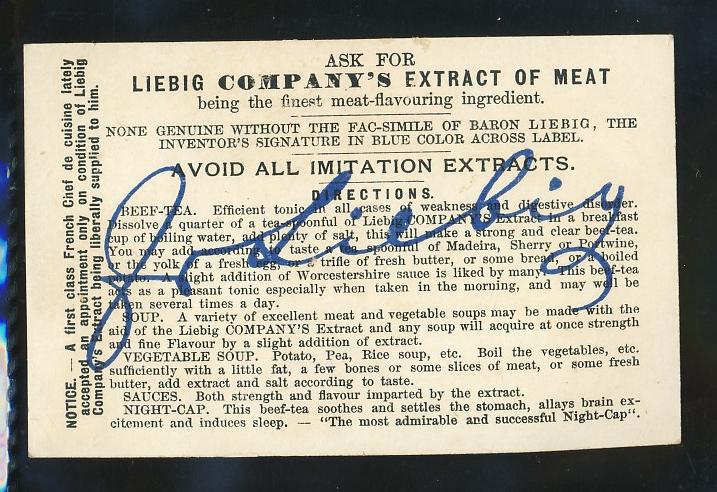 ASK FOR
LIEBIG COMPANY'S EXTRACT OF MEAT
being the finest meat-flavouring ingredient.
NONE GENUINE WITHOUT THE FAC-SIMILE OF BARON LIEBIG, THE
INVENTOR'S SIGNATURE IN BLUE COLOR ACROSS LABEL.
AVOID ALL IMITATION EXTRACTS.
DIRECTIONS.
BEEF-TEA. Efficient tonic in all cases of weakness and digestive disorder.
Dissolve a quarter of a tea-spoonful of Liebig COMPANY'S Extract in a breakfast
cup of boiling water, add plenty of salt, this will make a strong and clear beef-tea.
You may add according to taste a tea-spoonful of Madeira, Sherry or Portwine,
or the yolk of a fresh egg, or a trifle of fresh butter, or some bread, or a boiled
potato. A slight addition of Worcestershire sauce is liked by many. This beef-tea
acts as a pleasant tonic especially when taken in the morning, and may well be
taken several times a day.
SOUP. A variety of excellent meat and vegetable soups may be made with the
aid of the Liebig COMPANY'S Extract and any soup will acquire at once strength
and fine Flavour by a slight addition of extract.
VEGETABLE SOUP. Potato, Pea, Rice soup, etc. Boil the vegetables, etc.
sufficiently with a little fat, a few bones or some slices of meat, or some fresh
butter, add extract and salt according to taste.
SAUCES. Both strength and flavour imparted by the extract.
NIGHT-CAP. This beef-tea soothes and settles the stomach, allays brain ex-
citement and induces sleep. — "The most admirable and successful Night-Cap".
NOTICE. — A first class French Chef de cuisine lately
accepted an appointment only on condition of Liebig
Company's Extract being liberally supplied to him.
J v Liebig